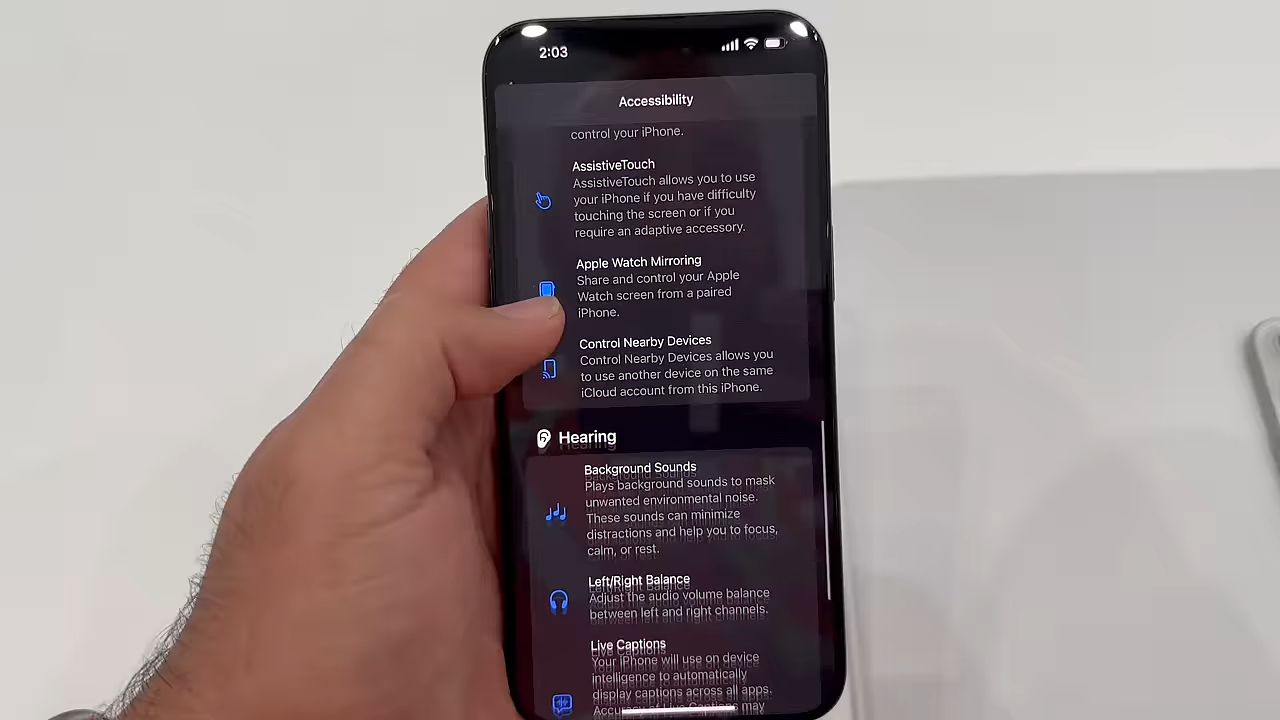 2:03
Accessibility
control your iPhone.
AssistiveTouch
AssistiveTouch allows you to use
your iPhone if you have difficulty
touching the screen or if you
require an adaptive accessory.
Apple Watch Mirroring
Share and control your Apple
Watch screen from a paired
iPhone.
Control Nearby Devices
Control Nearby Devices allows you
to use another device on the same
iCloud account from this iPhone.
Hearing
Background Sounds
Plays background sounds to mask
unwanted environmental noise.
These sounds can minimize
distractions and help you to focus,
calm, or rest.
Left/Right Balance
Adjust the audio volume balance
between left and right channels.
Live Captions
Your iPhone will use on device
intelligence to automatically
display captions across all apps.
Accuracy of Live Captions may